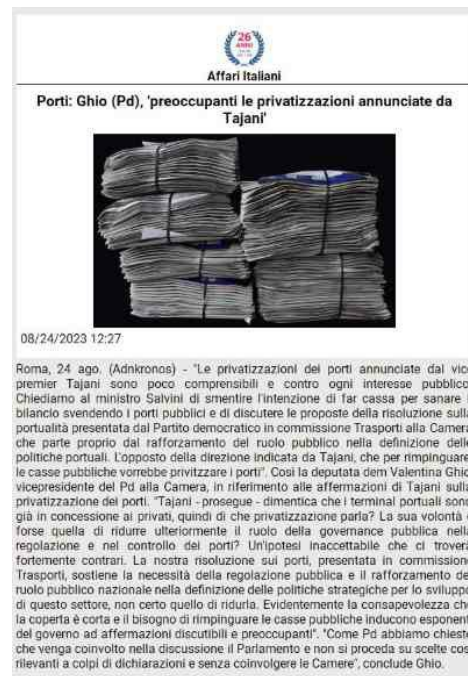 26
ANNI
Affari Italiani
Porti: Ghio (Pd), 'preoccupanti le privatizzazioni annunciate da
Tajani'
08/24/2023 12:27
Roma, 24 ago. (Adnkronos) - "Le privatizzazioni dei porti annunciate dal vice
premier Tajani sono poco comprensibili e contro ogni interesse pubblico.
Chiediamo al ministro Salvini di smentire l'intenzione di far cassa per sanare i
bilancio svendendo i porti pubblici e di discutere le proposte della risoluzione sulla
portualità presentata dal Partito democratico in commissione Trasporti alla Camera
che parte proprio dal rafforzamento del ruolo pubblico nella definizione delle
politiche portuali. L'opposto della direzione indicata da Tajani, che per rimpinguare
le casse pubbliche vorrebbe privitzzare i porti". Così la deputata dem Valentina Ghio
vicepresidente del Pd alla Camera, in riferimento alle affermazioni di Tajani sulla
privatizzazione dei porti. "Tajani - prosegue - dimentica che i terminal portuali sono
già in concessione ai privati, quindi di che privatizzazione parla? La sua volontà è
forse quella di ridurre ulteriormente il ruolo della governance pubblica nella
regolazione e nel controllo dei porti? Un'ipotesi inaccettabile che ci troverà
fortemente contrari. La nostra risoluzione sui porti, presentata in commissione
Trasporti, sostiene la necessità della regolazione pubblica e il rafforzamento del
ruolo pubblico nazionale nella definizione delle politiche strategiche per lo sviluppo
di questo settore, non certo quello di ridurla. Evidentemente la consapevolezza che
la coperta è corta e il bisogno di rimpinguare le casse pubbliche inducono esponenti
del governo ad affermazioni discutibili e preoccupanti". "Come Pd abbiamo chiesto
che venga coinvolto nella discussione il Parlamento e non si proceda su scelte così
rilevanti a colpi di dichiarazioni e senza coinvolgere le Camere", conclude Ghio.